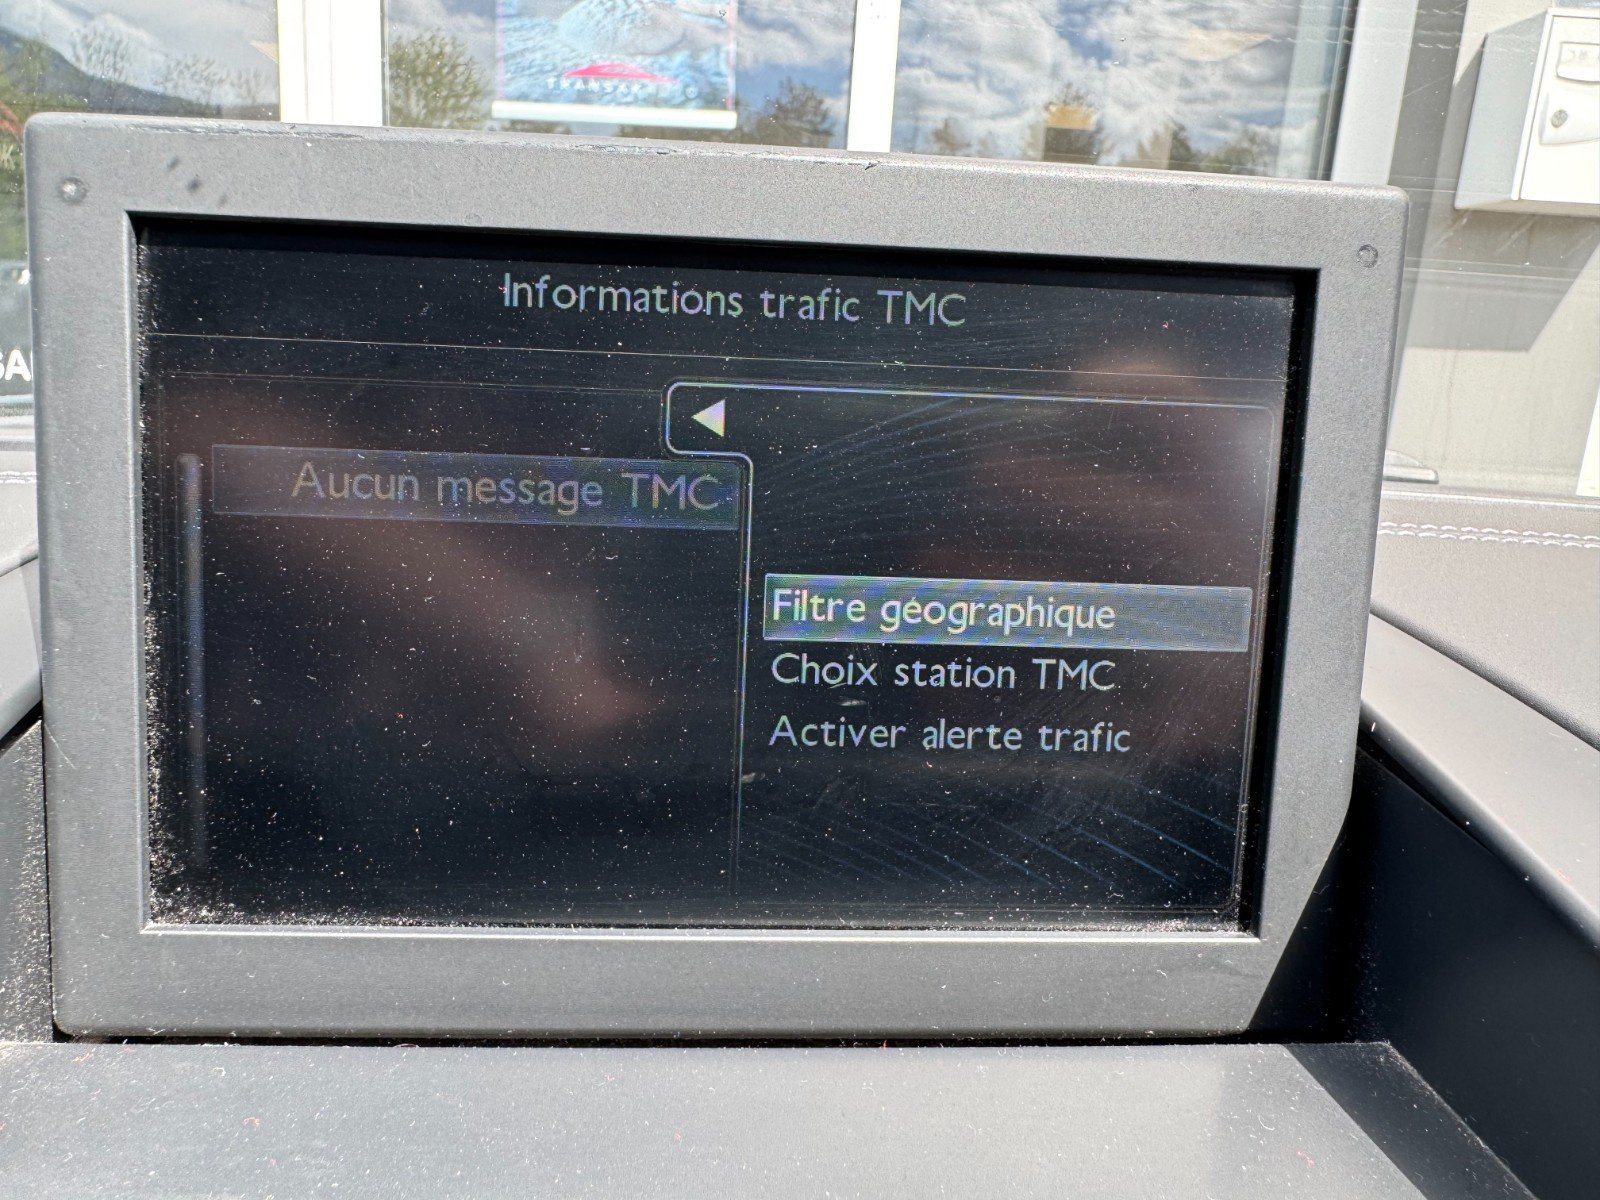 Informations trafic TMC
Aucun message TMC
Filtre géographique
Choix station TMC
Activer alerte trafic